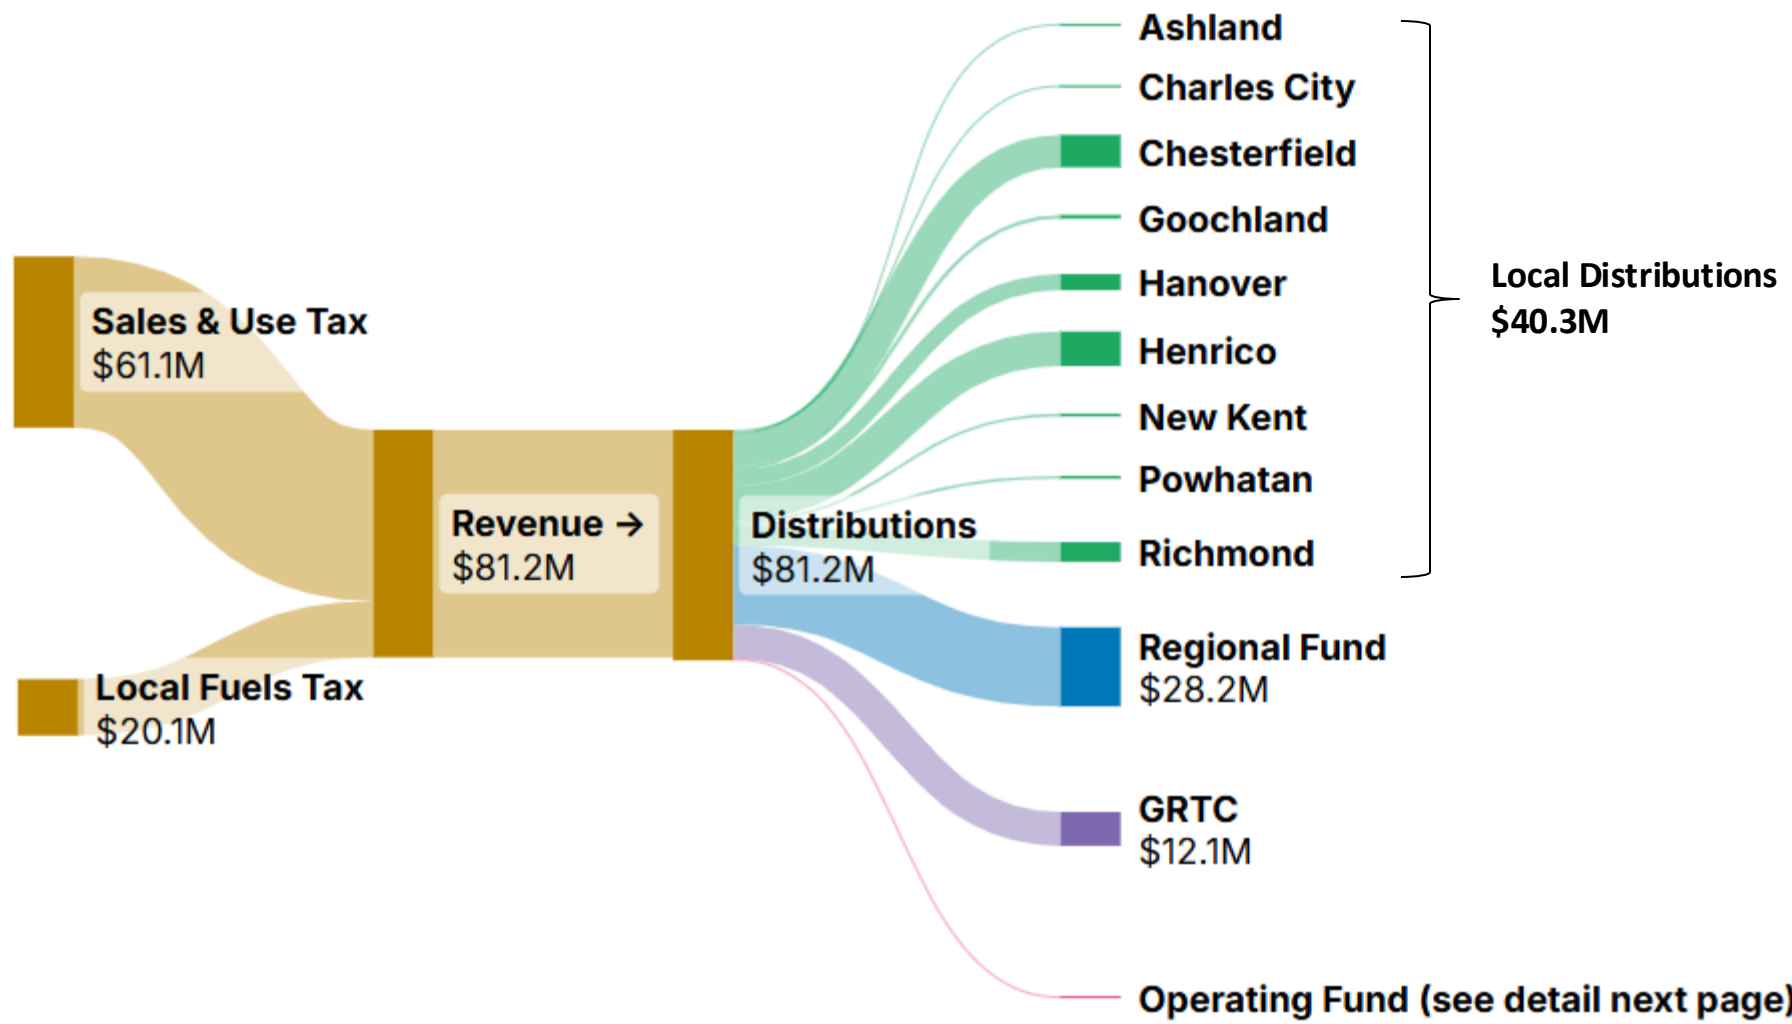 Sales & Use Tax
$61.1M
Local Fuels Tax
$20.1M
Revenue →
$81.2M
Distributions
$81.2M
Ashland
Charles City
Chesterfield
Goochland
Hanover
Henrico
New Kent
Powhatan
Richmond
Local Distributions
$40.3M
Regional Fund
$28.2M
GRTC
$12.1M
Operating Fund (see detail next page)